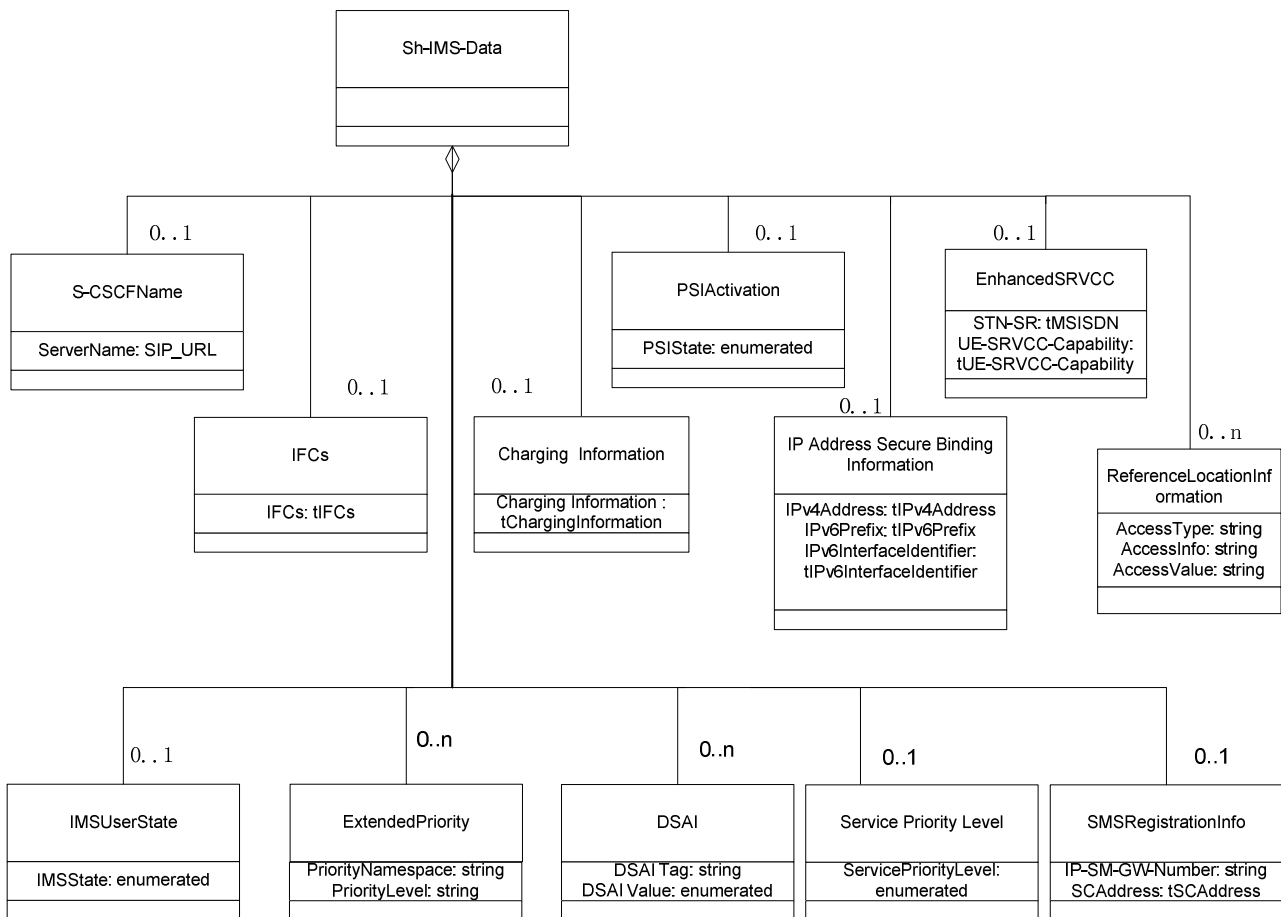 Sh-IMS-Data
0..1
S-CSCFName
ServerName: SIP_URL
0..1
IFCs
IFCs: tIFCs
0..1
Charging Information
Charging Information :
tChargingInformation
0..1
PSIActivation
PSIState: enumerated
0..1
IP Address Secure Binding
Information
IPv4Address: tIPv4Address
IPv6Prefix: tIPv6Prefix
IPv6InterfaceIdentifier:
tIPv6InterfaceIdentifier
0..1
EnhancedSRVCC
STN-SR: tMSISDN
UE-SRVCC-Capability:
tUE-SRVCC-Capability
0..n
ReferenceLocationInf
ormation
AccessType: string
AccessInfo: string
AccessValue: string
0..1
IMSUserState
IMSState: enumerated
0..n
ExtendedPriority
PriorityNamespace: string
PriorityLevel: string
0..n
DSAI
DSAI Tag: string
DSAI Value: enumerated
0..1
Service Priority Level
ServicePriorityLevel:
enumerated
0..1
SMSRegistrationInfo
IP-SM-GW-Number: string
SCAddress: tSCAddress